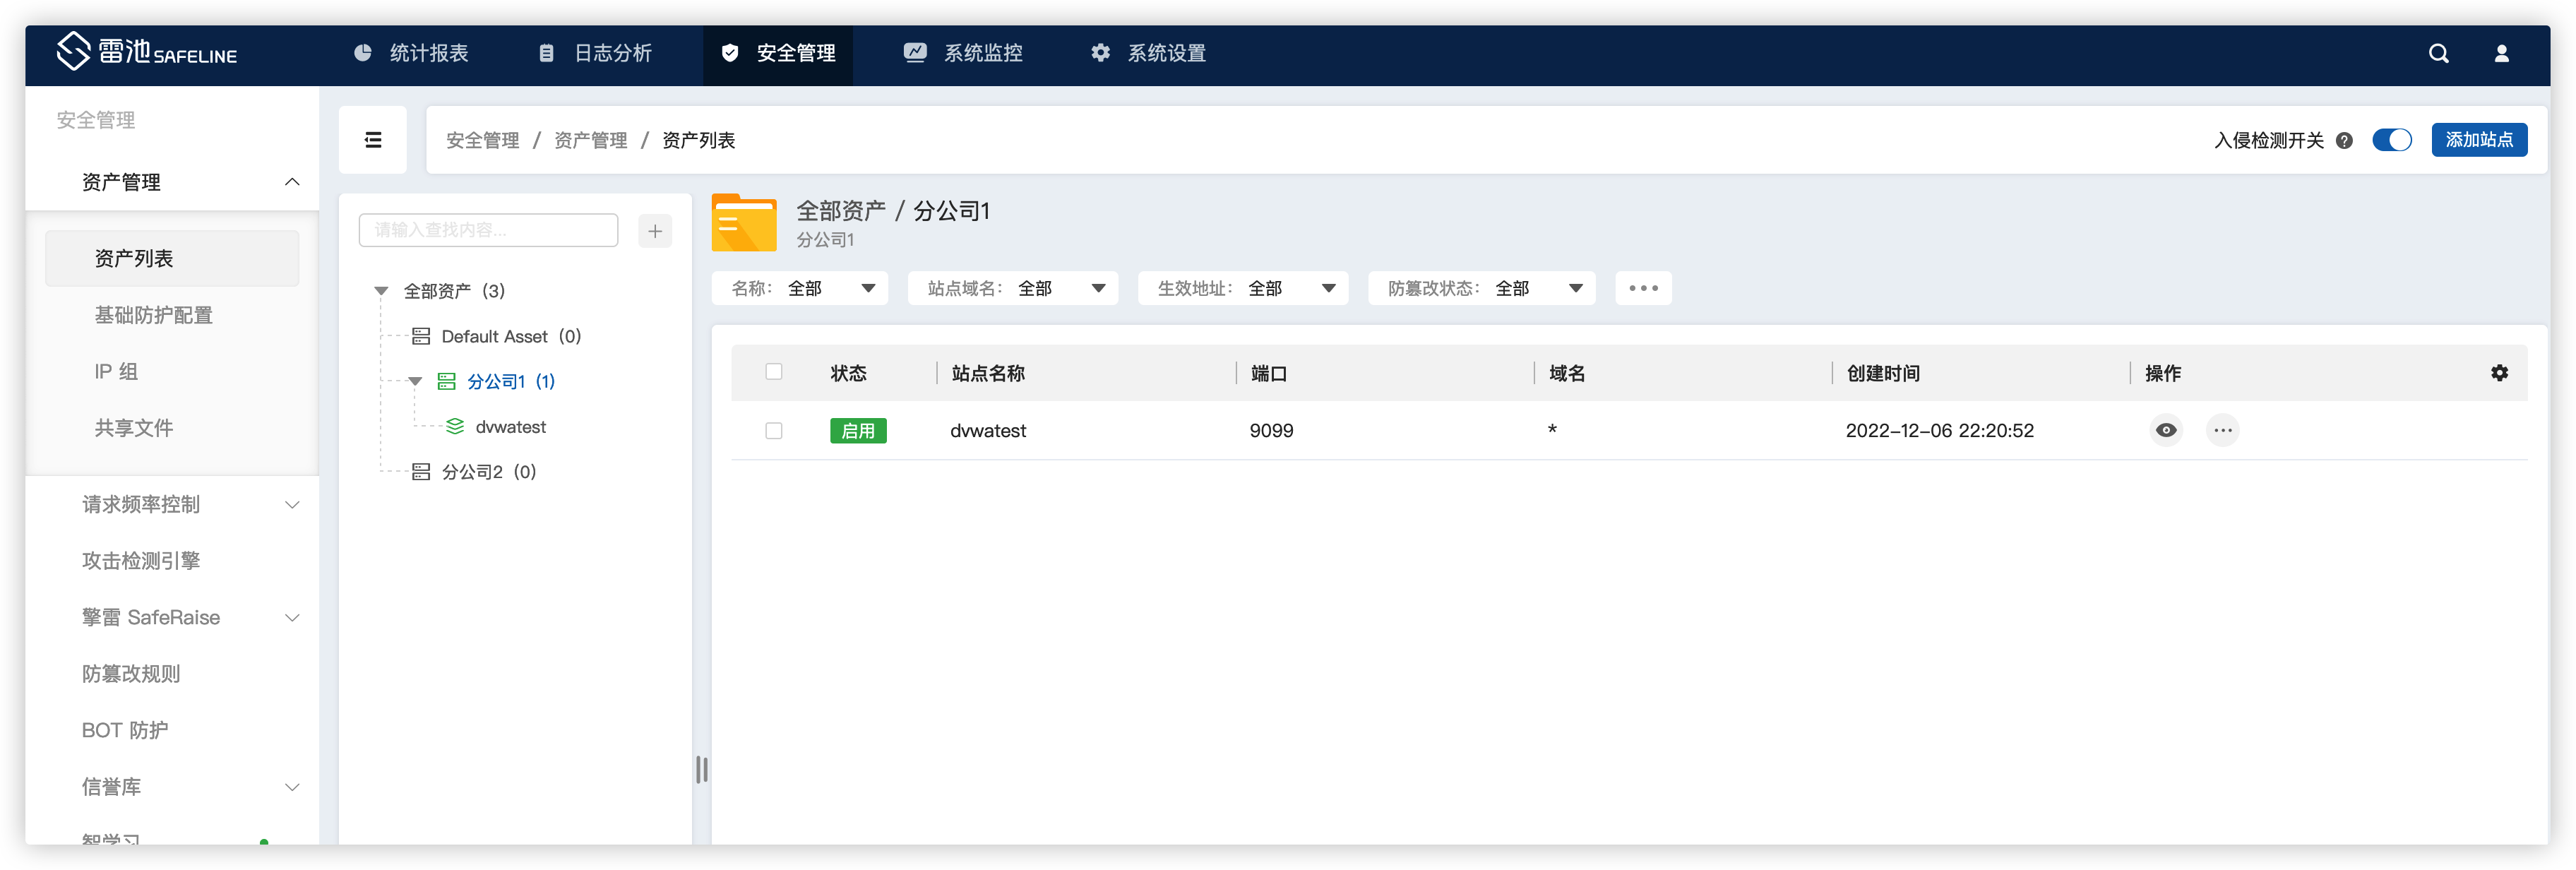 雷池 SAFELINE
统计报表
日志分析
安全管理
系统监控
系统设置
安全管理
资产管理
资产列表
基础防护配置
IP 组
共享文件
请求频率控制
攻击检测引擎
擎雷 SafeRaise
防篡改规则
BOT 防护
信誉库
智学习
安全管理 / 资产管理 / 资产列表
入侵检测开关
添加站点
请输入查找内容...
全部资产 (3)
Default Asset (0)
分公司1 (1)
dvwatest
分公司2 (0)
全部资产 / 分公司1
分公司1
名称: 全部
站点域名: 全部
生效地址: 全部
防篡改状态: 全部
状态 站点名称 端口 域名 创建时间 操作
启用 dvwatest 9099 * 2022-12-06 22:20:52